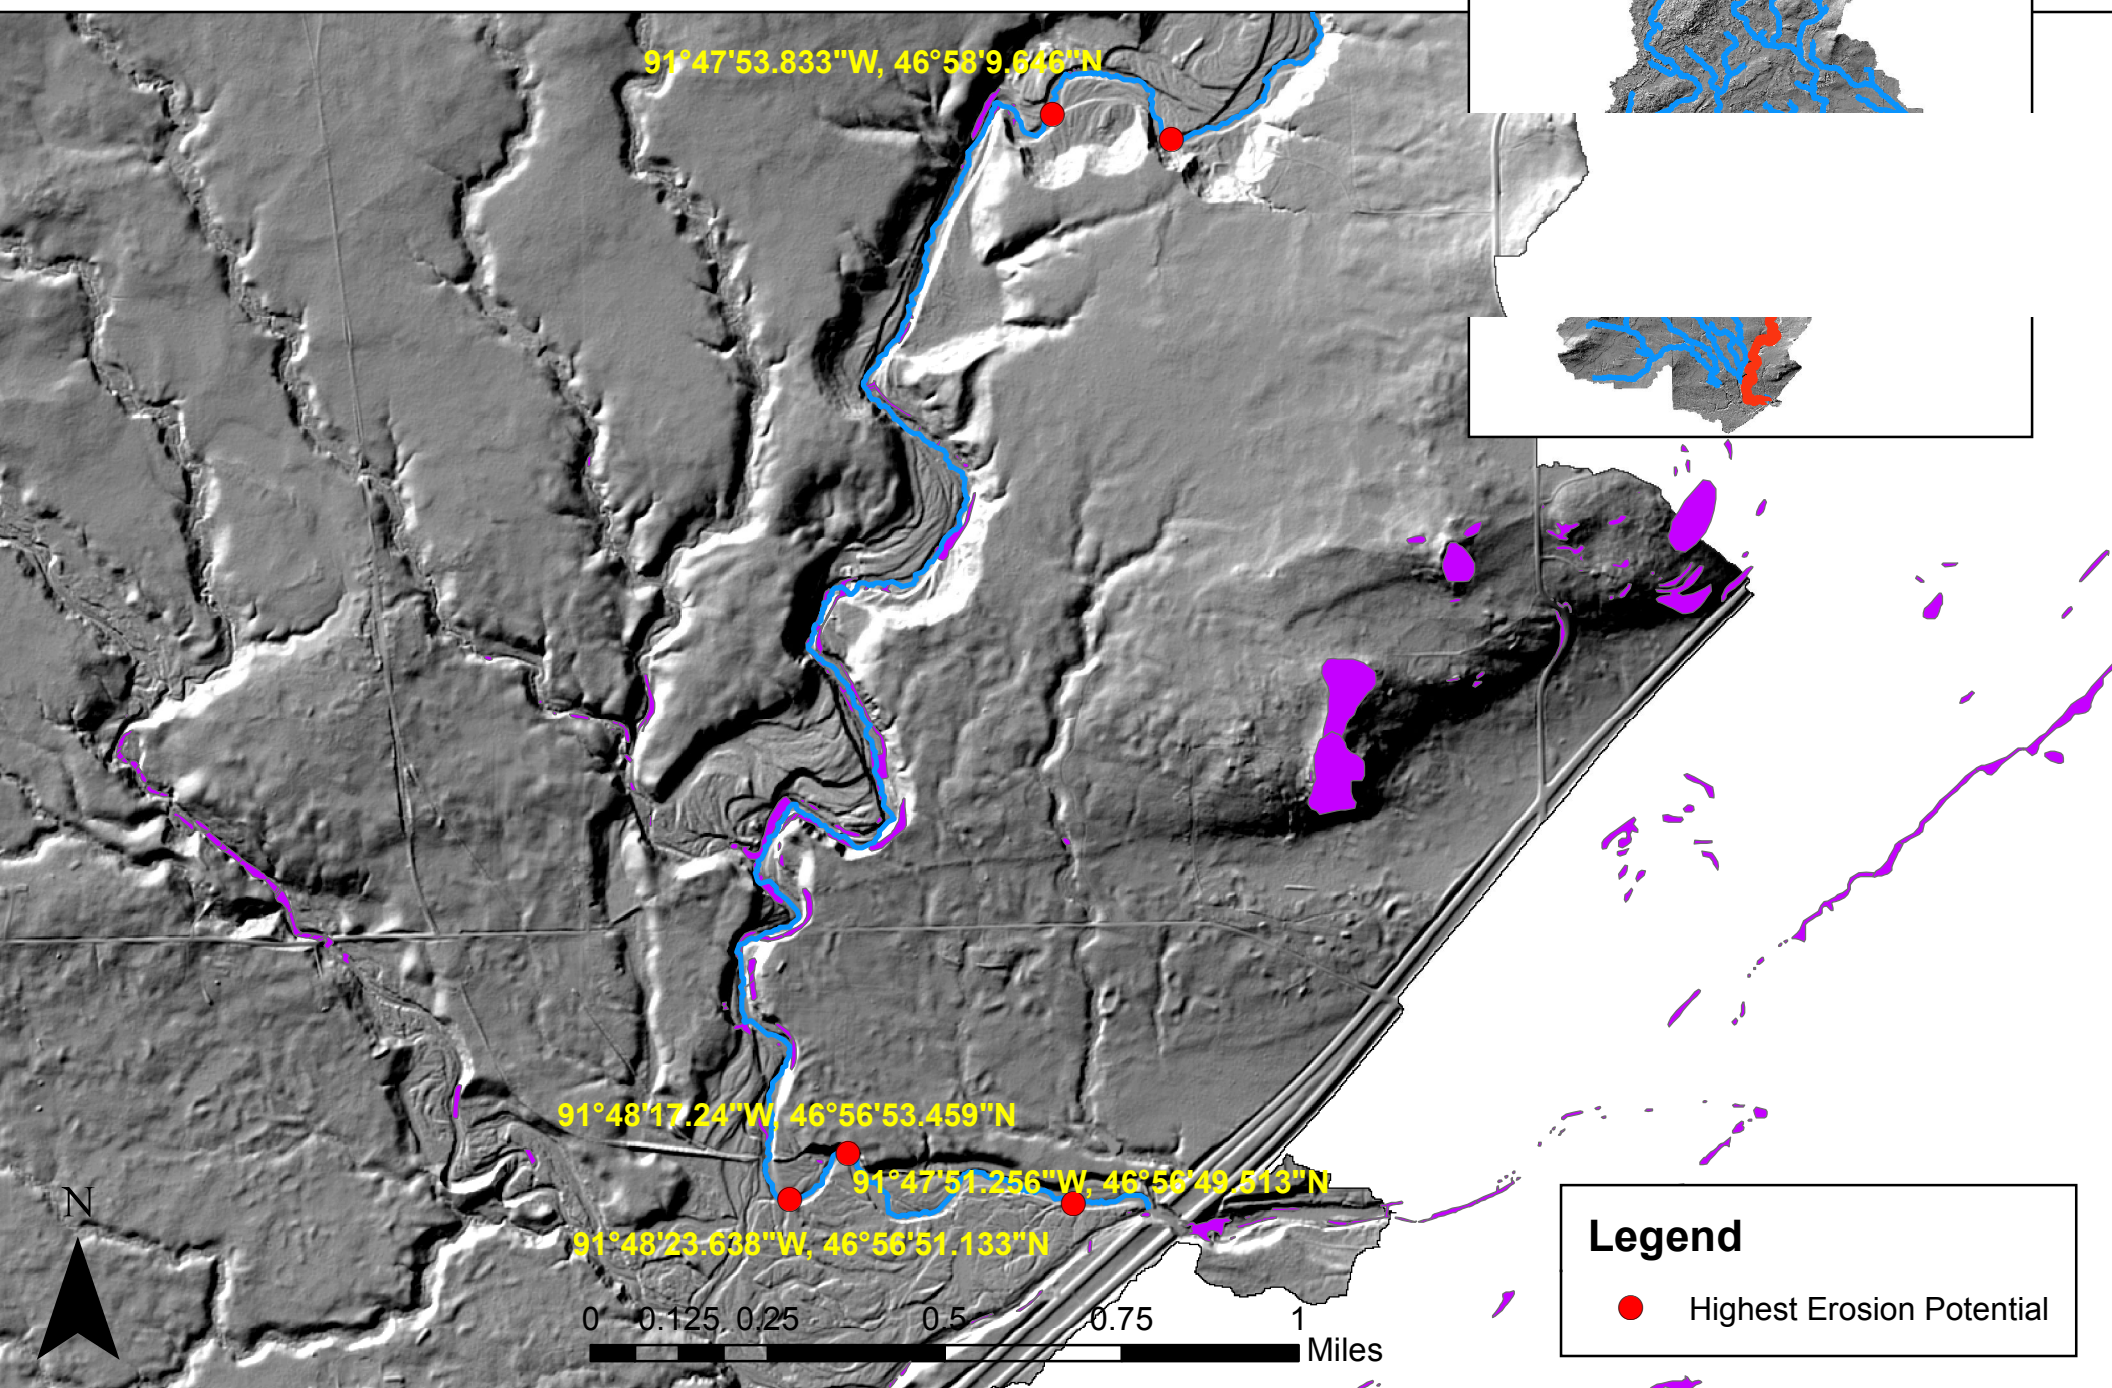 91°47'53.833"W, 46°58'9.646"N
91°48'17.24"W, 46°56'53.459"N
91°47'51.256"W, 46°56'49.513"N
91°48'23.638"W, 46°56'51.133"N
N
0 0.125 0.25 0.5 0.75 1
Miles
Legend
Highest Erosion Potential